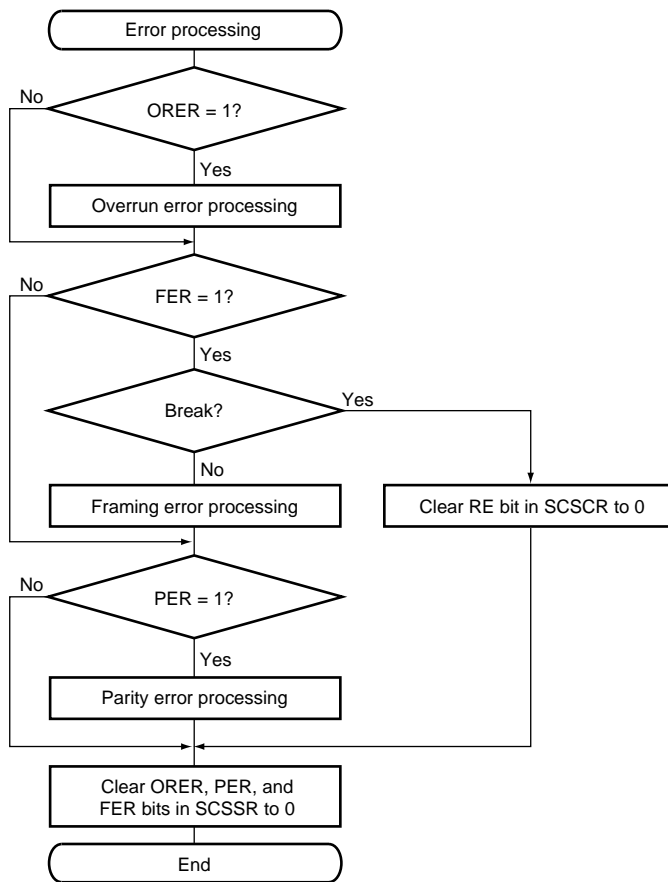 Error processing
No
ORER = 1?
Yes
Overrun error processing
No
FER = 1?
Yes
Break?
Yes
No
Framing error processing
Clear RE bit in SCSCR to 0
No
PER = 1?
Yes
Parity error processing
Clear ORER, PER, and
FER bits in SCSSR to 0
End